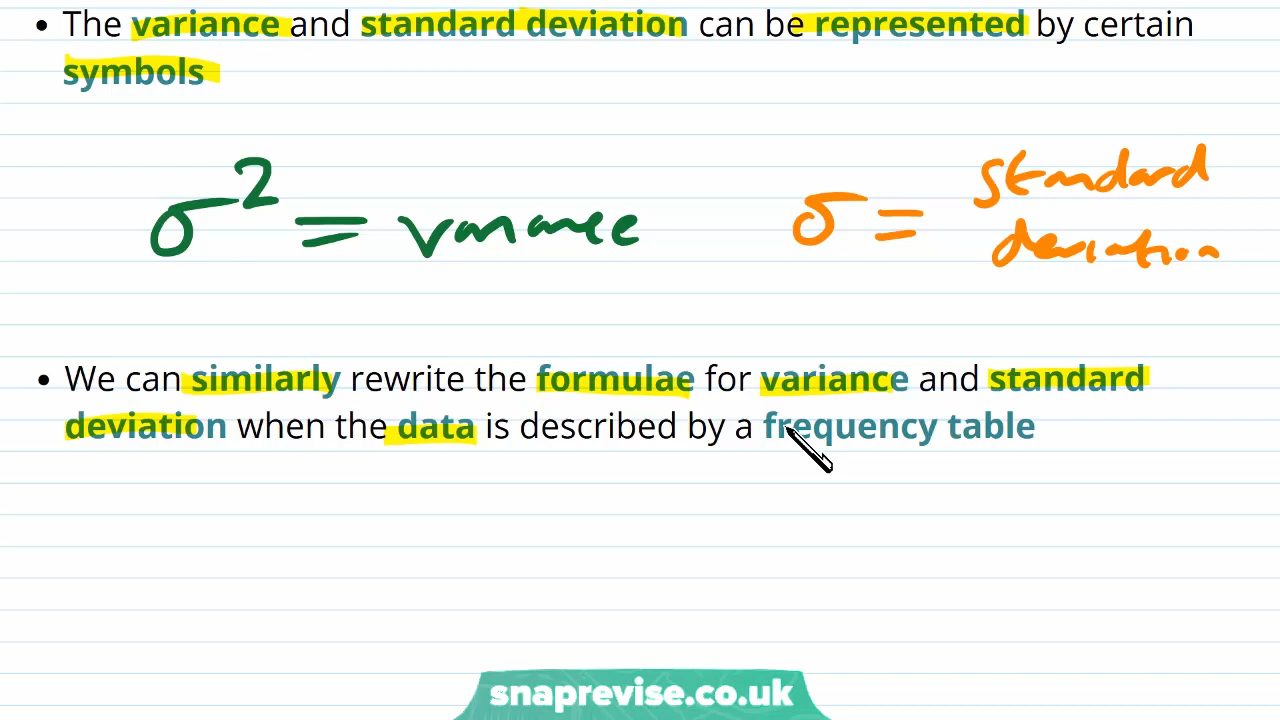 • The variance and standard deviation can be represented by certain
symbols
σ² = variance
σ = standard
deviation
• We can similarly rewrite the formulae for variance and standard
deviation when the data is described by a frequency table
snaprevise.co.uk